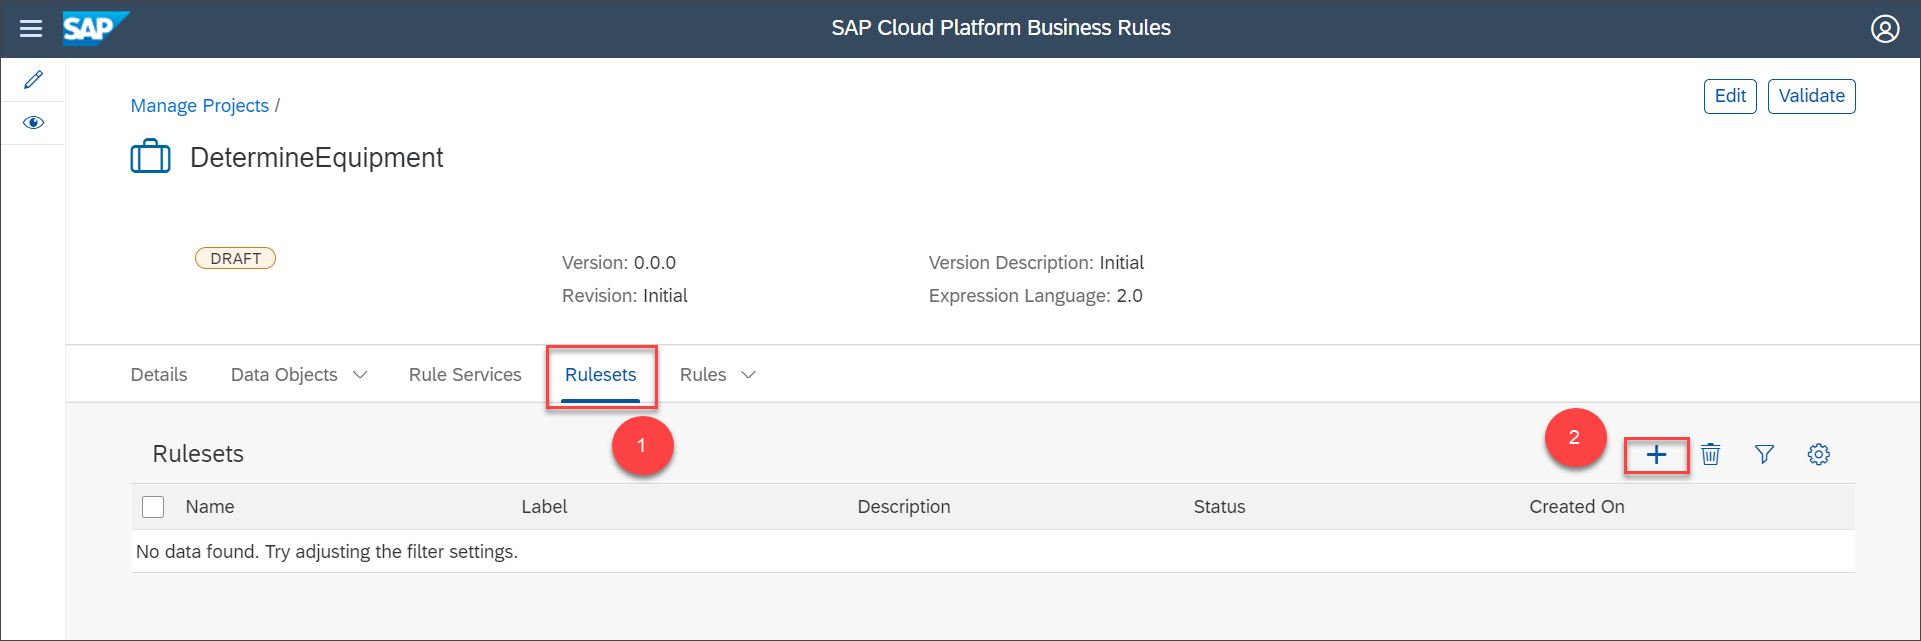 SAP SAP Cloud Platform Business Rules
Manage Projects /
Edit Validate
DetermineEquipment
DRAFT
Version: 0.0.0 Version Description: Initial
Revision: Initial Expression Language: 2.0
Details Data Objects Rule Services Rulesets Rules
1
2
Rulesets
Name Label Description Status Created On
No data found. Try adjusting the filter settings.